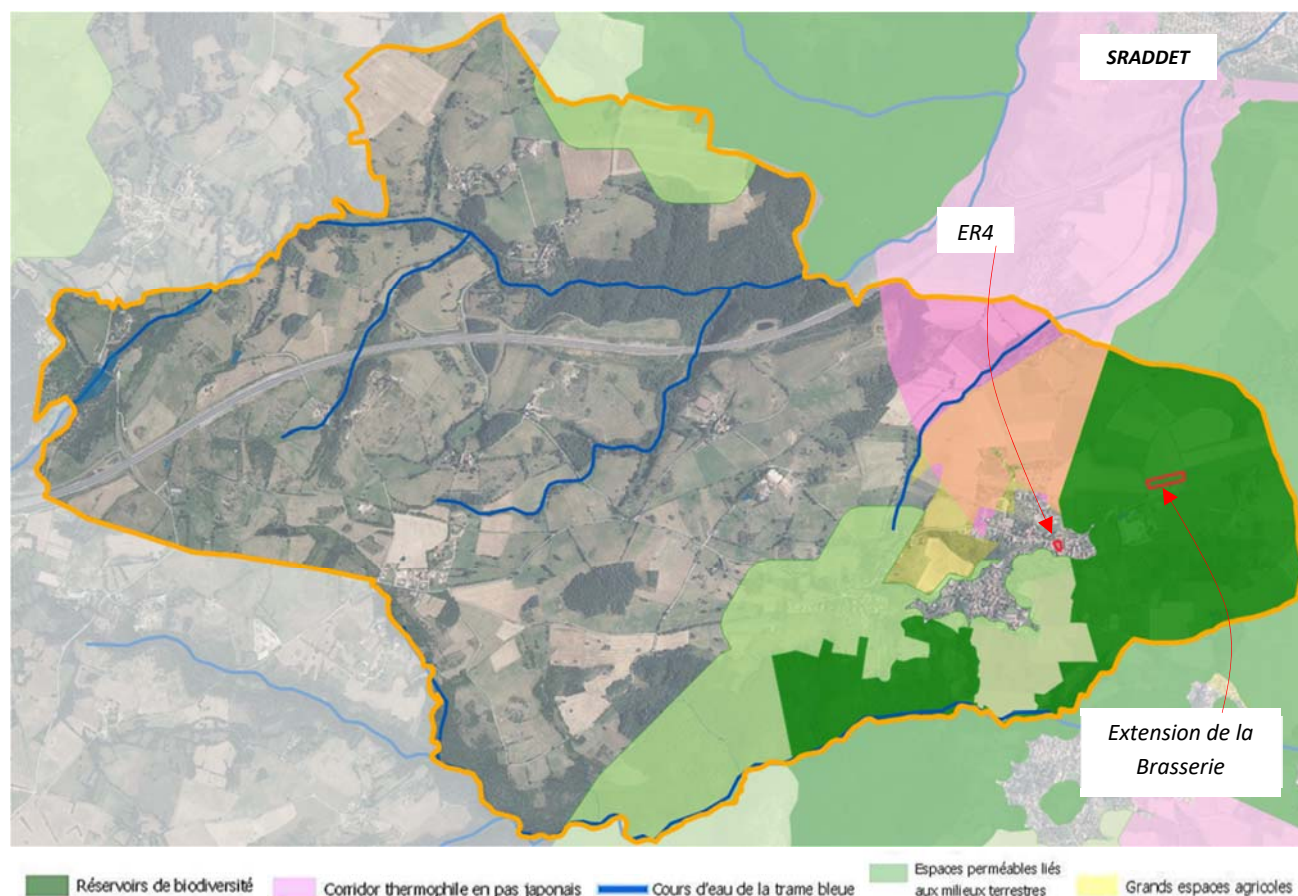 SRADDET
ER4
Extension de la
Brasserie
Réservoirs de biodiversité
Corridor thermophile en pas japonais
Cours d'eau de la trame bleue
Espaces perméables liés
aux milieux terrestres
Grands espaces agricoles